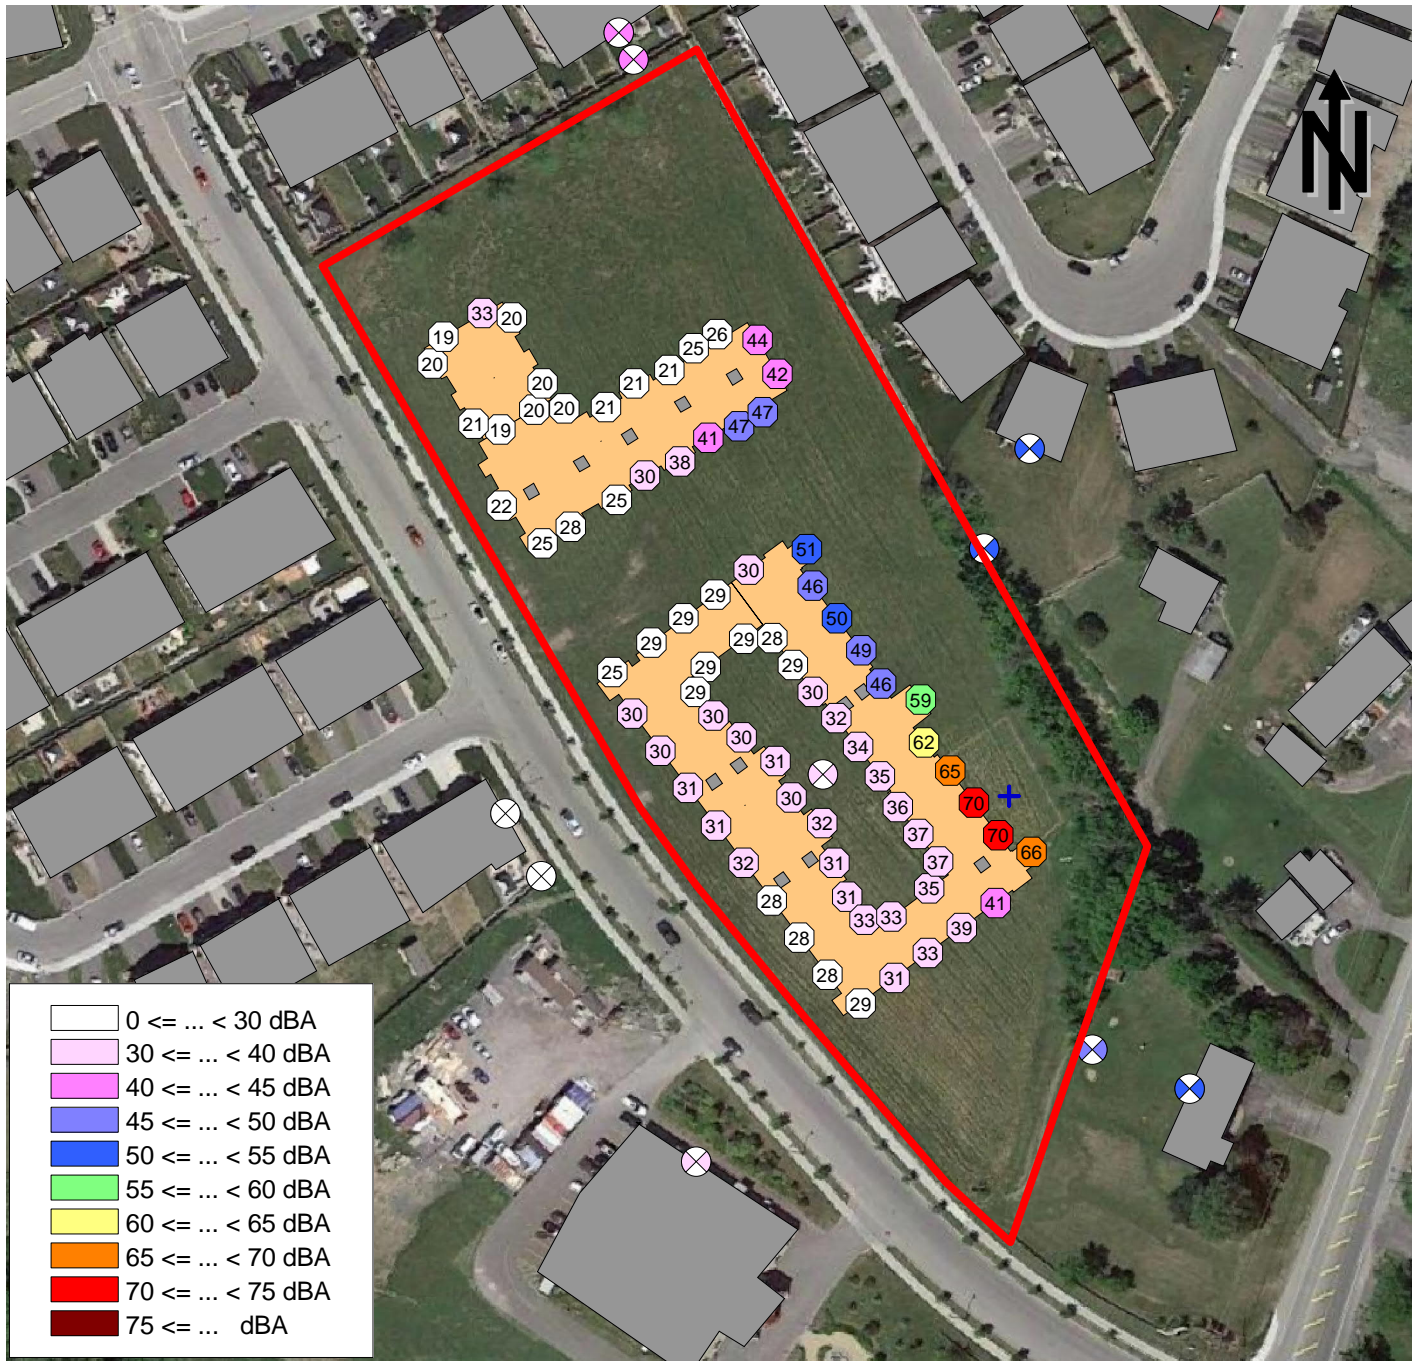 N
33 20
19
20
26 44
25
21 42
20 21
20 20 21 47
21 19 47
41
38
30
25
22
28
25
51
30
46
29
29 50
29 29 28 49
25 29 29
46
29 30 59
30 30 32
30 30 34 62
31 35 65
31 30 36 70
31 32 37 70
32 31 37 66
31 35
28 33 33 41
28 39
33
28 31
29
0 <= ... < 30 dBA
30 <= ... < 40 dBA
40 <= ... < 45 dBA
45 <= ... < 50 dBA
50 <= ... < 55 dBA
55 <= ... < 60 dBA
60 <= ... < 65 dBA
65 <= ... < 70 dBA
70 <= ... < 75 dBA
75 <= ... dBA